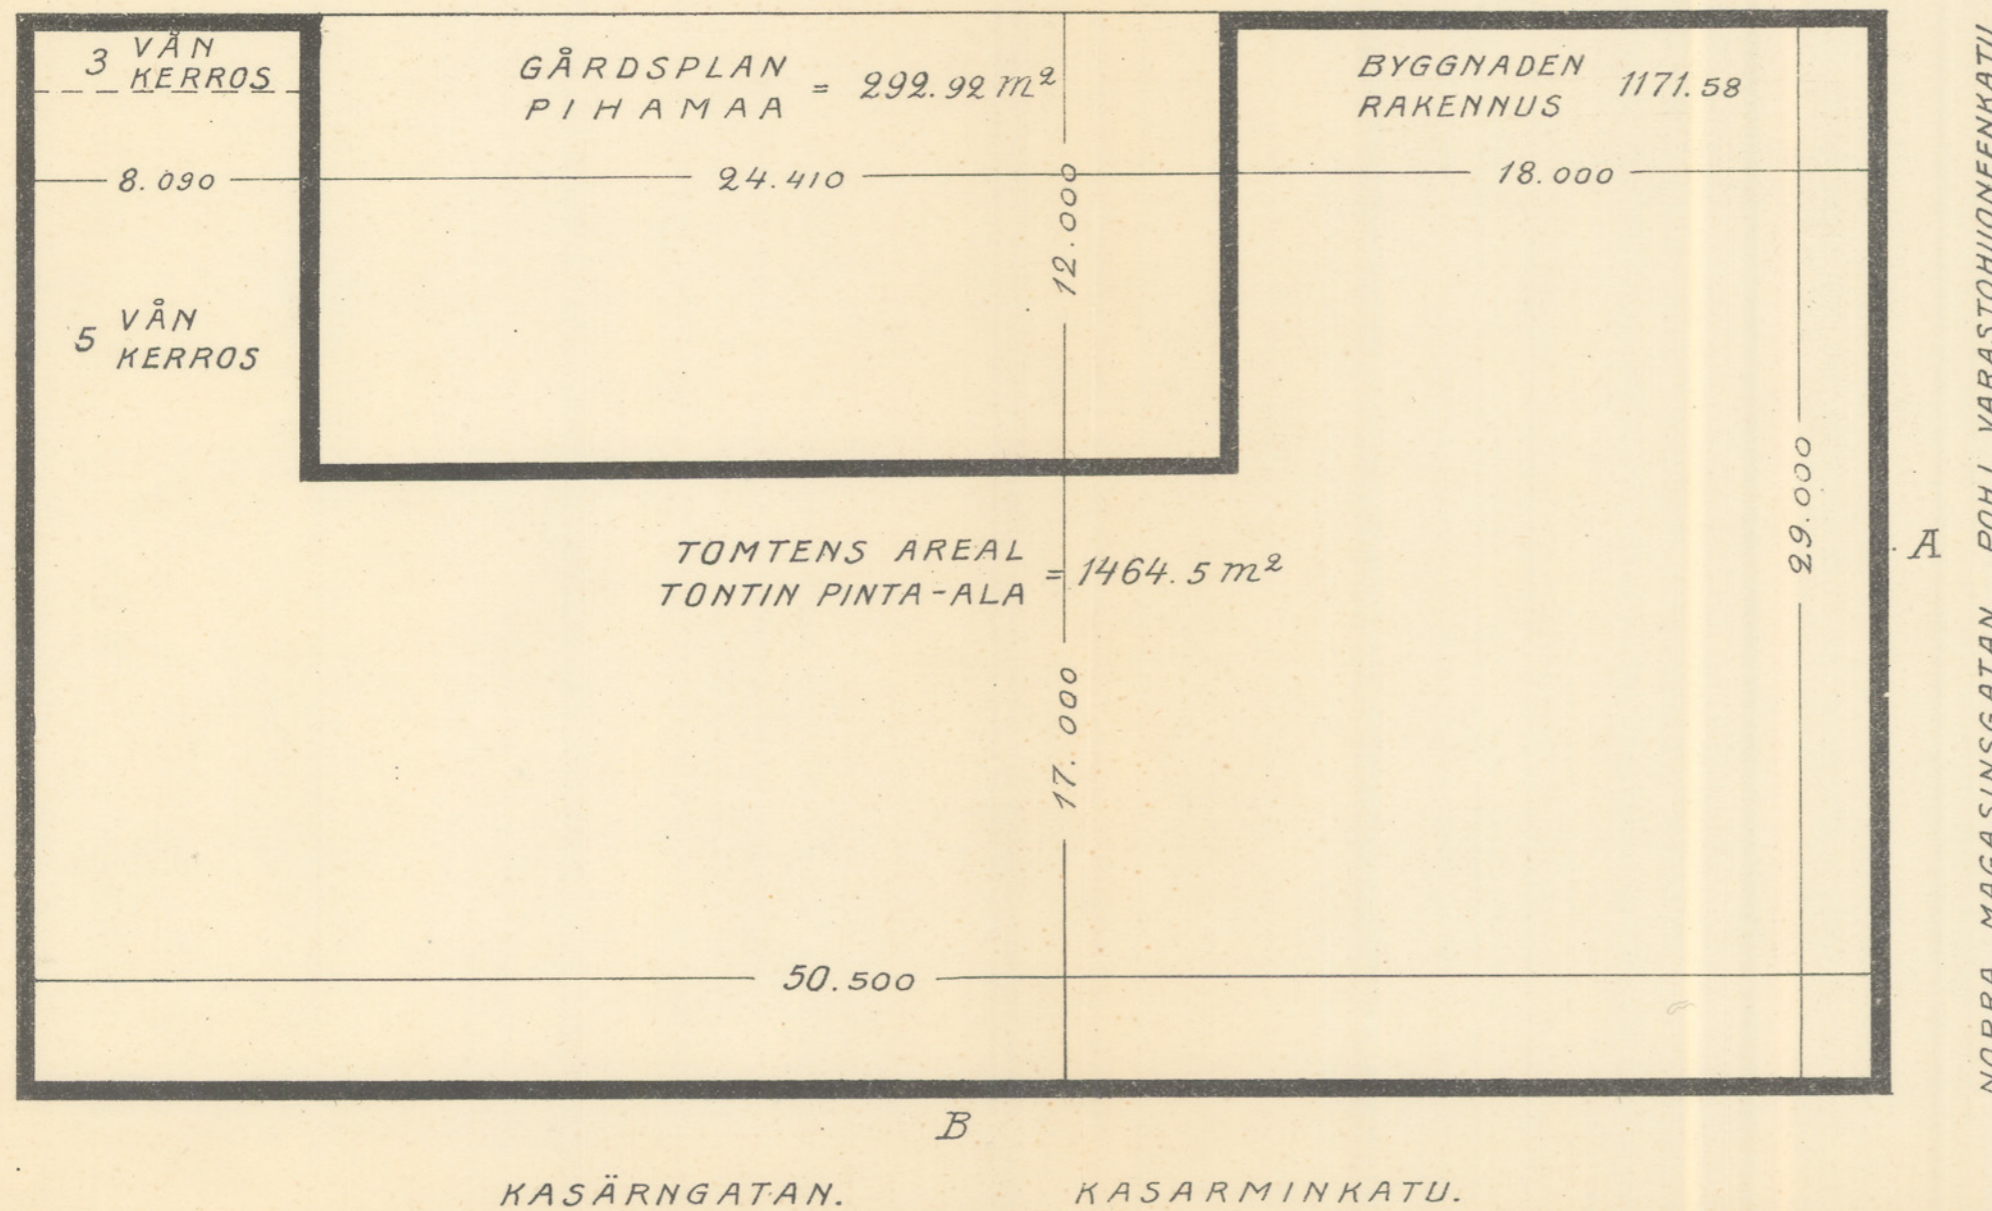 3 VÅN
KERROS
GÅRDSPLAN
PIHAMAA = 292.92 m²
BYGGNADEN
RAKENNUS 1171.58
8.090
24.410
18.000
12.000
5 VÅN
KERROS
29.000
TOMTENS AREAL
TONTIN PINTA-ALA = 1464.5 m²
A
17.000
50.500
B
KASÄRNGATAN. KASARMINKATU.
NORRA MAGASINSGATAN POHJ. VARASTOHUONEENKATU